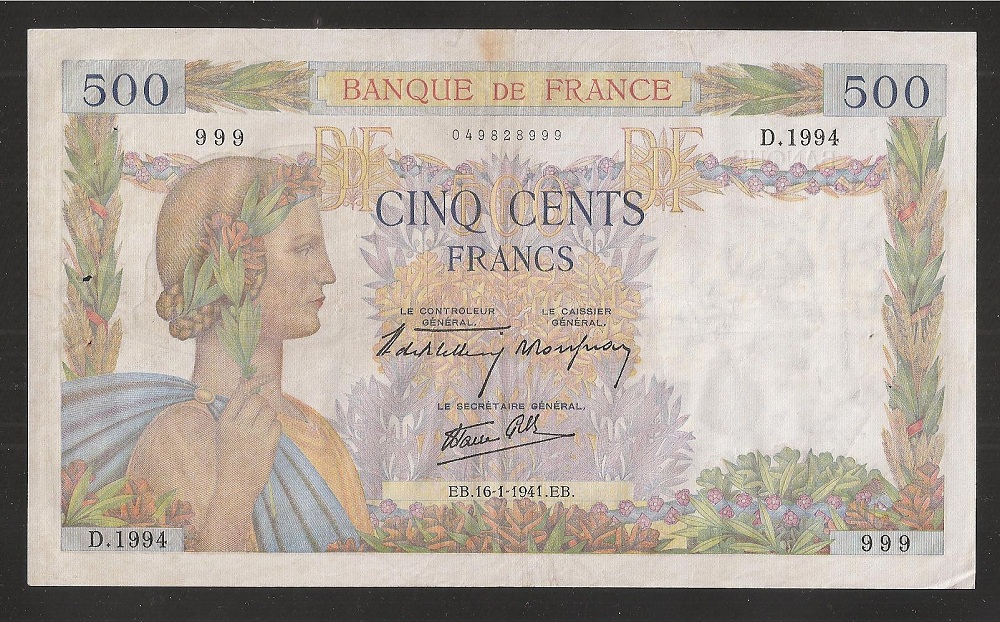 500 BANQUE DE FRANCE 500
999 049828999 D.1994
BDF BDF
500
CINQ CENTS
FRANCS
LE CONTROLEUR LE CAISSIER
GÉNÉRAL. GÉNÉRAL.
LE SECRÉTAIRE GÉNÉRAL,
EB.16-1-1941.EB.
D.1994 999